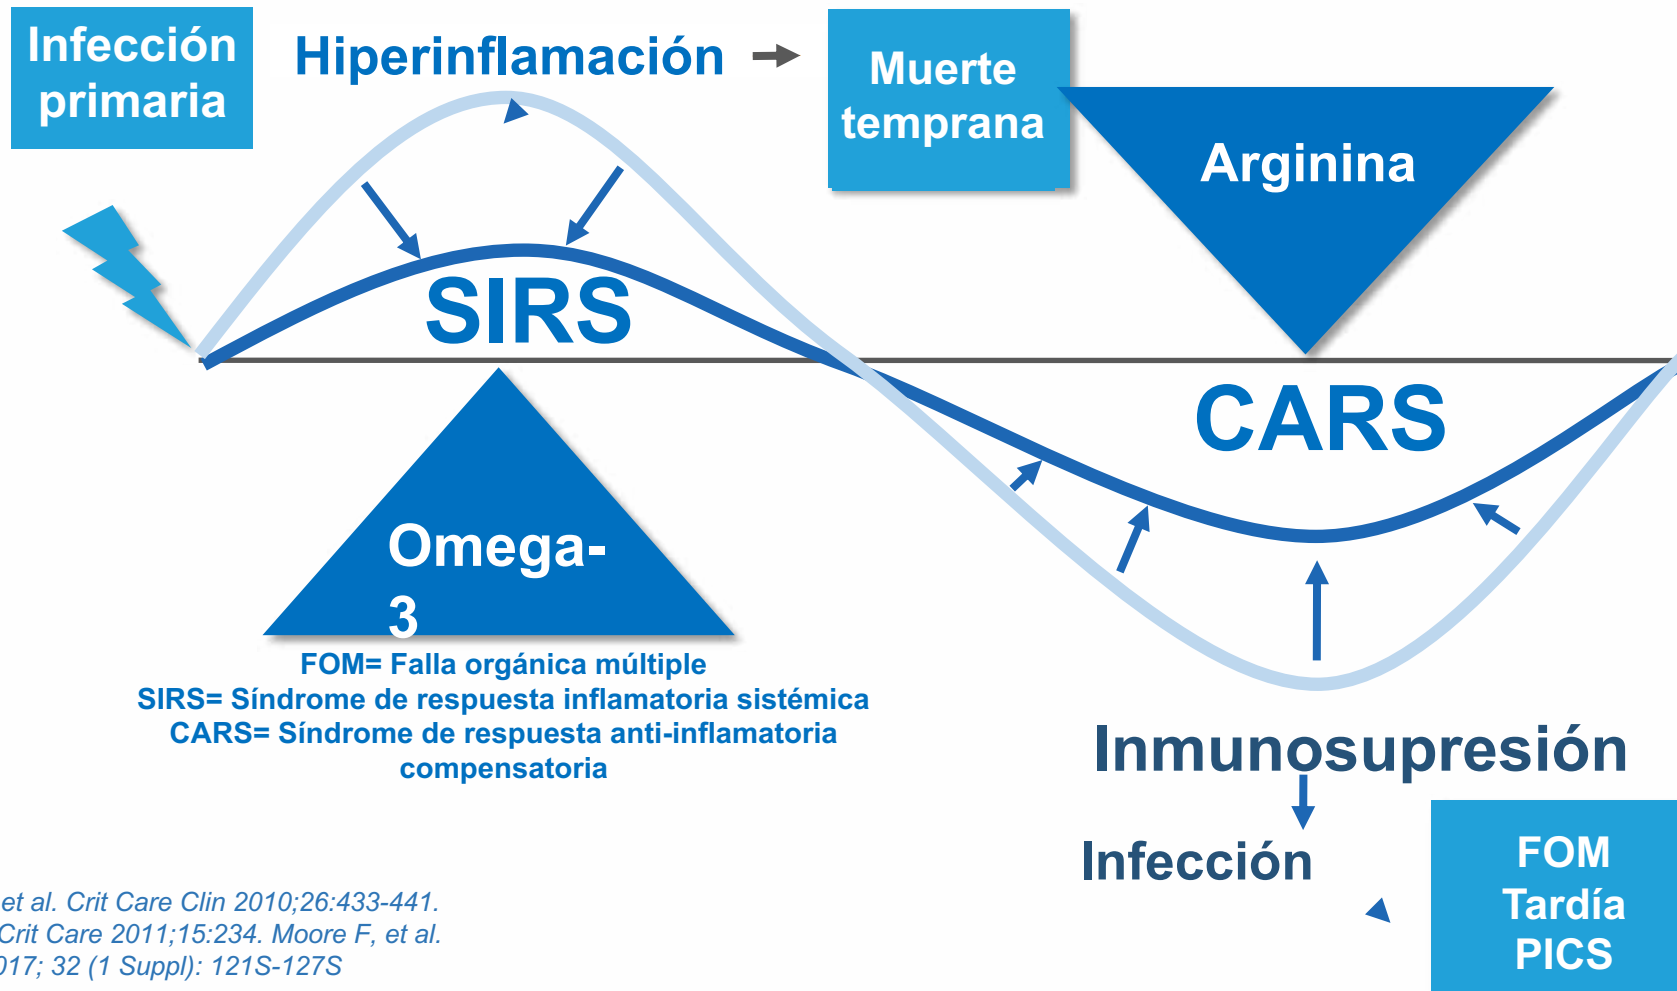 Infección
primaria
Hiperinflamación
Muerte
temprana
Arginina
SIRS
CARS
Omega-
3
FOM= Falla orgánica múltiple
SIRS= Síndrome de respuesta inflamatoria sistémica
CARS= Síndrome de respuesta anti-inflamatoria
compensatoria
Inmunosupresión
Infección
FOM
Tardía
PICS
et al. Crit Care Clin 2010;26:433-441.
Crit Care 2011;15:234. Moore F, et al.
017; 32 (1 Suppl): 121S-127S